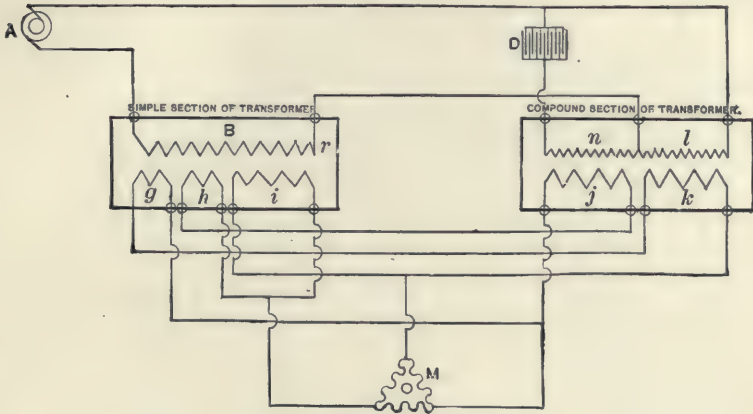 A
D
SIMPLE SECTION OF TRANSFORMER
COMPOUND SECTION OF TRANSFORMER.
B
r
n
l
g
h
i
j
k
M